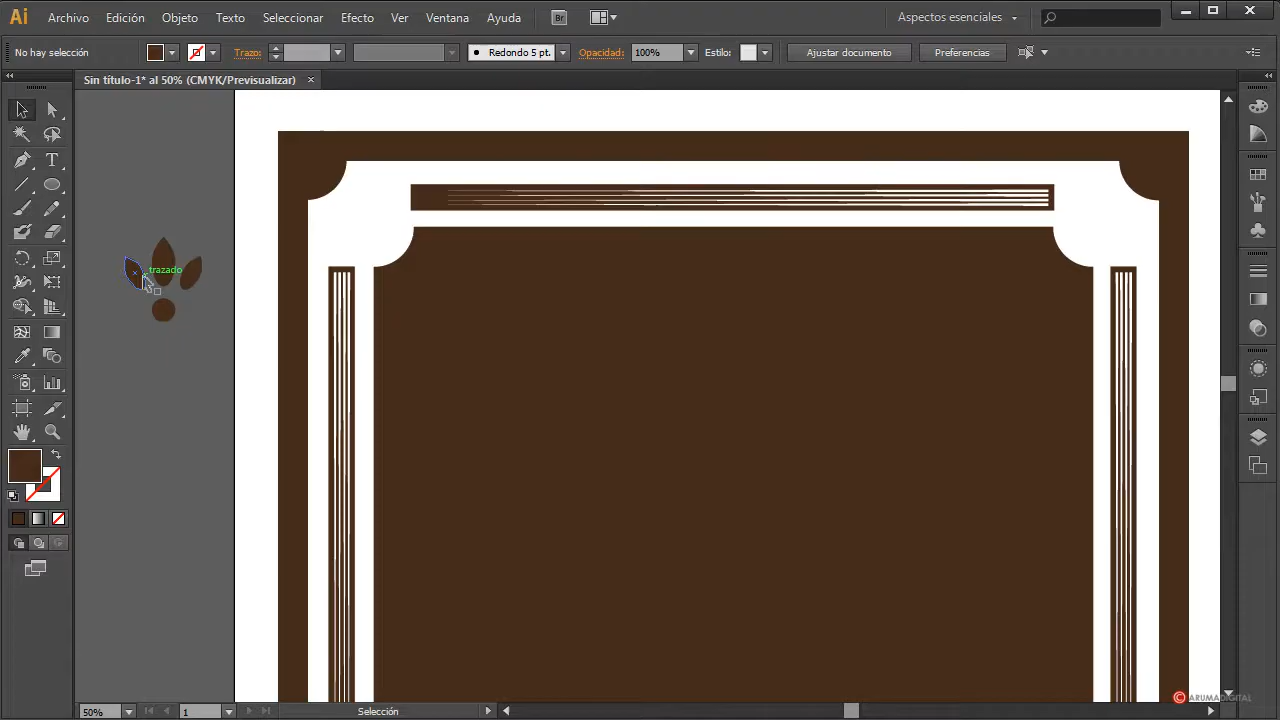 Ai Archivo Edición Objeto Texto Seleccionar Efecto Ver Ventana Ayuda Br Aspectos esenciales
No hay selección Trazo: Redondo 5 pt. Opacidad: 100% Estilo: Ajustar documento Preferencias
Sin título-1* al 50% (CMYK/Previsualizar) ×
T
trazado
50% 1 Selección
© ARUMADIGITAL